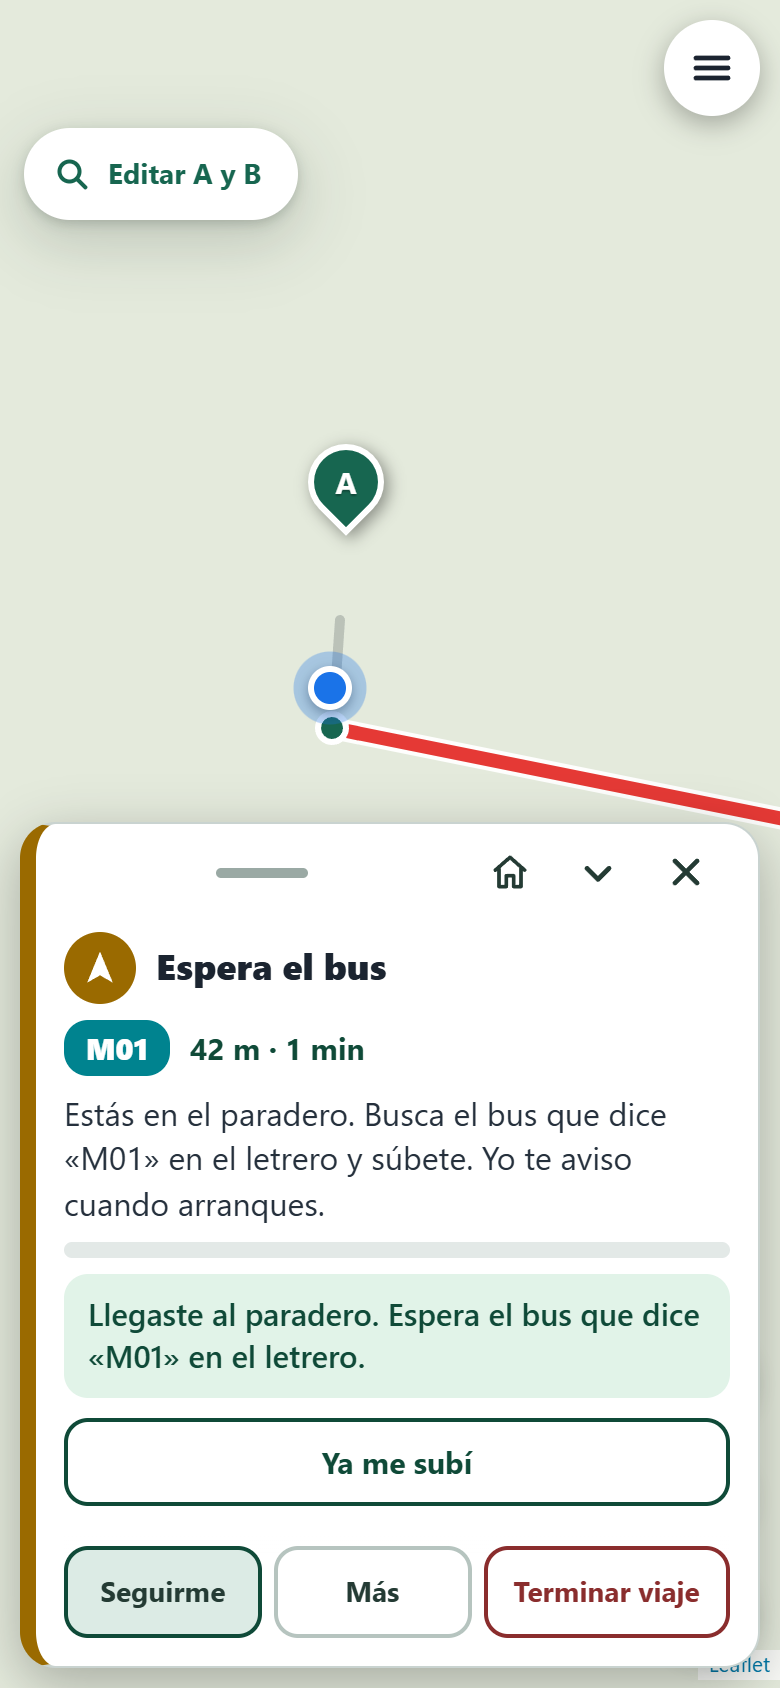 Editar A y B
A
Espera el bus
M01
42 m · 1 min
Estás en el paradero. Busca el bus que dice
«M01» en el letrero y súbete. Yo te aviso
cuando arranques.
Llegaste al paradero. Espera el bus que dice
«M01» en el letrero.
Ya me subí
Seguirme
Más
Terminar viaje
Leaflet